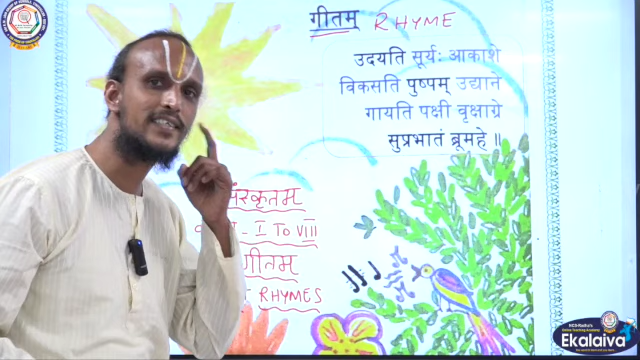 गीतम् RHYME
उदयति सूर्यः आकाशे
विकसति पुष्पम् उद्याने
गायति पक्षी वृक्षाग्रे
सुप्रभातं ब्रूमहे ॥
संस्कृतम्
I TO VIII
गीतम्
RHYMES
Ekalaiva